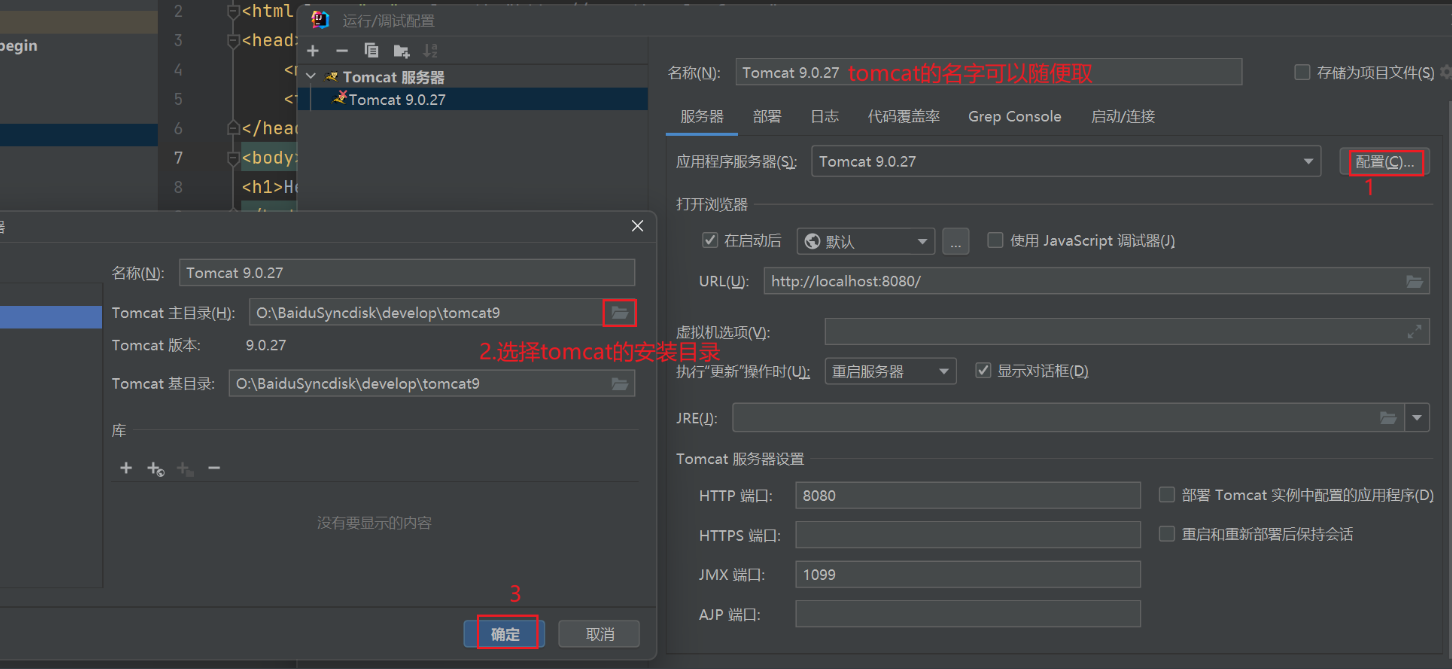 2 <html
运行/调试配置
3 <head>
begin
4 <
5 <
6 </head
7 <body>
8 <h1>He
Tomcat 服务器
Tomcat 9.0.27
名称(N): Tomcat 9.0.27 tomcat的名字可以随便取 存储为项目文件(S)
服务器 部署 日志 代码覆盖率 Grep Console 启动/连接
应用程序服务器(S): Tomcat 9.0.27 配置(C)...
1
打开浏览器
在启动后 默认 ... 使用 JavaScript 调试器(J)
URL(U): http://localhost:8080/
虚拟机选项(V):
执行"更新"操作时(U): 重启服务器 显示对话框(D)
JRE(J):
Tomcat 服务器设置
HTTP 端口: 8080 部署 Tomcat 实例中配置的应用程序(D)
HTTPS 端口: 重启和重新部署后保持会话
JMX 端口: 1099
AJP 端口:
器
名称(N): Tomcat 9.0.27
Tomcat 主目录(H): O:\BaiduSyncdisk\develop\tomcat9
2.选择tomcat的安装目录
Tomcat 版本: 9.0.27
Tomcat 基目录: O:\BaiduSyncdisk\develop\tomcat9
库
没有要显示的内容
3
确定 取消